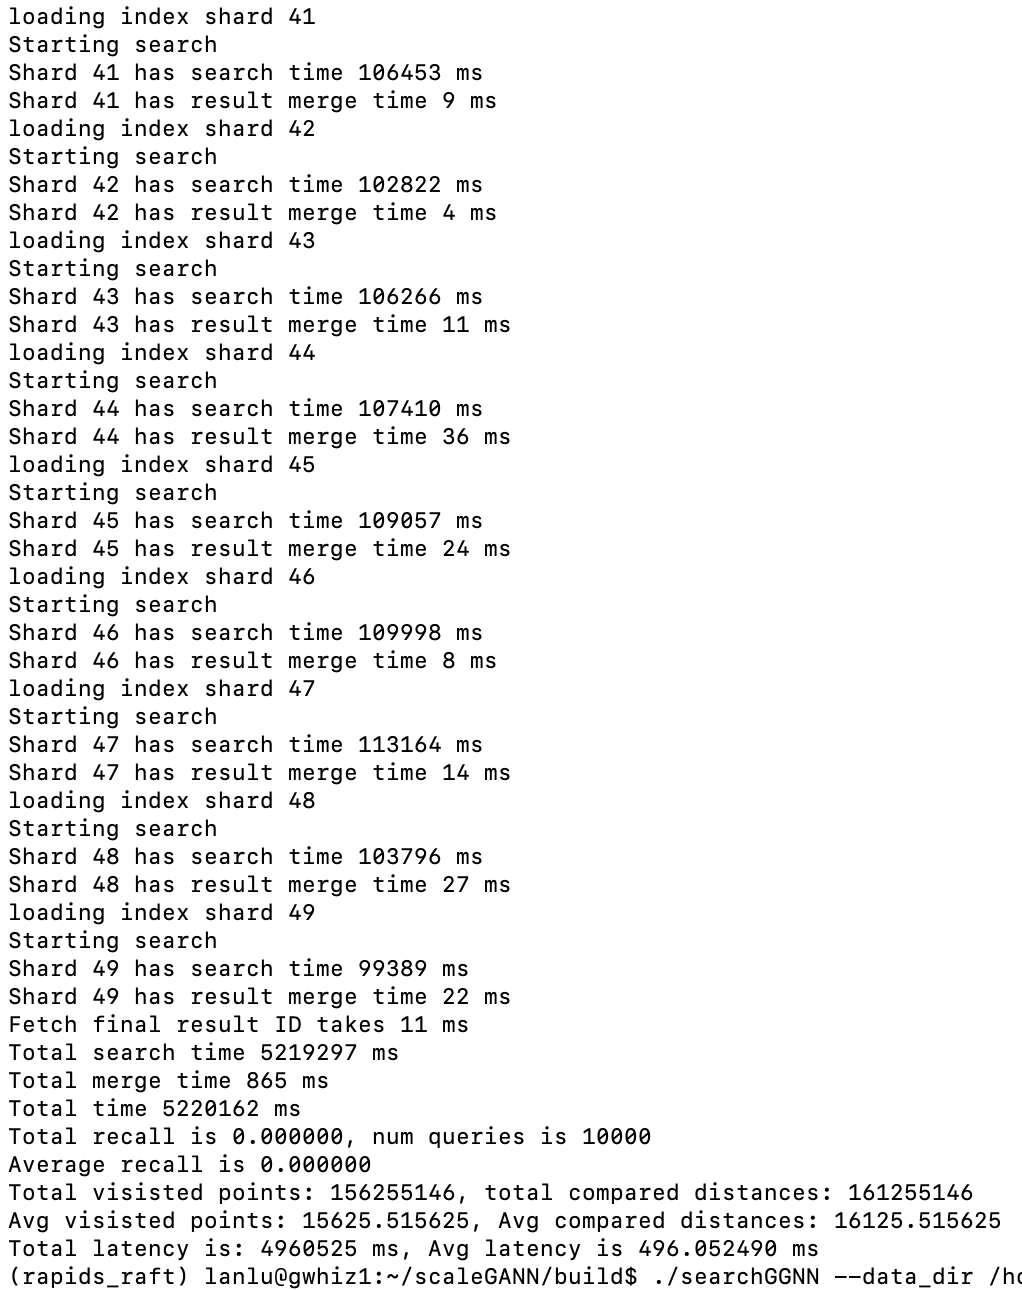 loading index shard 41
Starting search
Shard 41 has search time 106453 ms
Shard 41 has result merge time 9 ms
loading index shard 42
Starting search
Shard 42 has search time 102822 ms
Shard 42 has result merge time 4 ms
loading index shard 43
Starting search
Shard 43 has search time 106266 ms
Shard 43 has result merge time 11 ms
loading index shard 44
Starting search
Shard 44 has search time 107410 ms
Shard 44 has result merge time 36 ms
loading index shard 45
Starting search
Shard 45 has search time 109057 ms
Shard 45 has result merge time 24 ms
loading index shard 46
Starting search
Shard 46 has search time 109998 ms
Shard 46 has result merge time 8 ms
loading index shard 47
Starting search
Shard 47 has search time 113164 ms
Shard 47 has result merge time 14 ms
loading index shard 48
Starting search
Shard 48 has search time 103796 ms
Shard 48 has result merge time 27 ms
loading index shard 49
Starting search
Shard 49 has search time 99389 ms
Shard 49 has result merge time 22 ms
Fetch final result ID takes 11 ms
Total search time 5219297 ms
Total merge time 865 ms
Total time 5220162 ms
Total recall is 0.000000, num queries is 10000
Average recall is 0.000000
Total visisted points: 156255146, total compared distances: 161255146
Avg visisted points: 15625.515625, Avg compared distances: 16125.515625
Total latency is: 4960525 ms, Avg latency is 496.052490 ms
(rapids_raft) lanlu@gwhiz1:~/scaleGANN/build$ ./searchGGNN --data_dir /ho